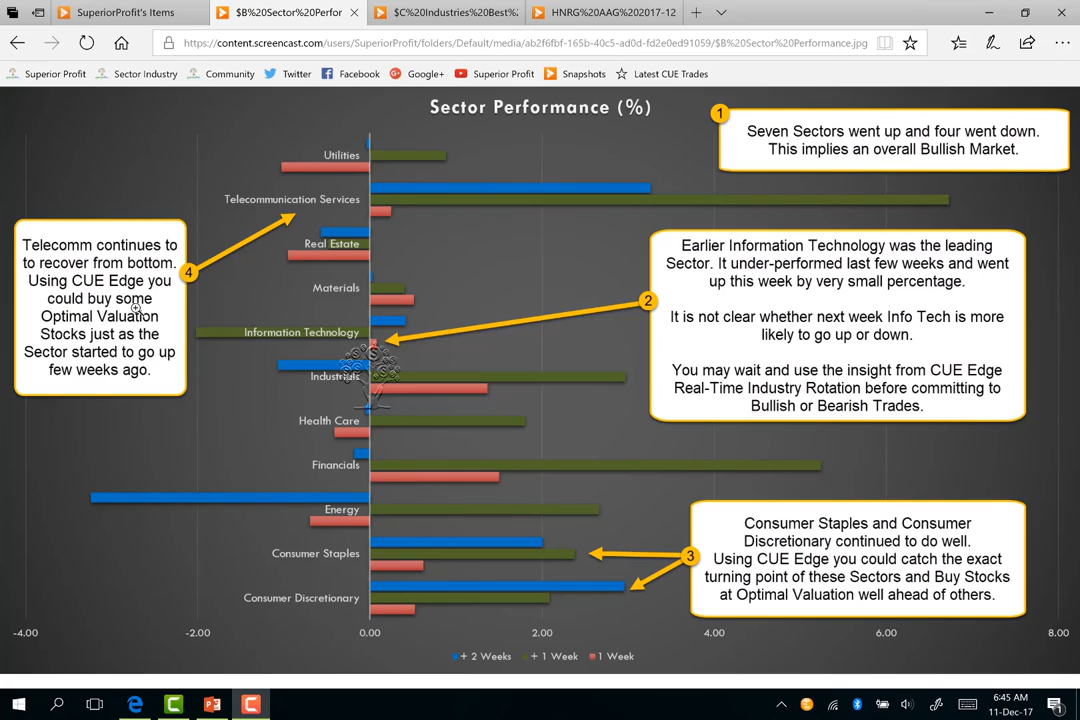 SuperiorProfit's Items
$B%20Sector%20Perfor
$C%20Industries%20Best%
HNRG%20AAG%202017-12
https://content.screencast.com/users/SuperiorProfit/folders/Default/media/ab2f6fbf-165b-40c5-ad0d-fd2e0ed91059/$B%20Sector%20Performance.jpg
Superior Profit
Sector Industry
Community
Twitter
Facebook
Google+
Superior Profit
Snapshots
Latest CUE Trades
Sector Performance (%)
1
Seven Sectors went up and four went down.
This implies an overall Bullish Market.
Utilities
Telecommunication Services
Real Estate
Materials
Information Technology
Industrials
Health Care
Financials
Energy
Consumer Staples
Consumer Discretionary
4
Telecomm continues to
to recover from bottom.
Using CUE Edge you
could buy some
Optimal Valuation
Stocks just as the
Sector started to go up
few weeks ago.
2
Earlier Information Technology was the leading
Sector. It under-performed last few weeks and went
up this week by very small percentage.
It is not clear whether next week Info Tech is more
likely to go up or down.
You may wait and use the insight from CUE Edge
Real-Time Industry Rotation before committing to
Bullish or Bearish Trades.
3
Consumer Staples and Consumer
Discretionary continued to do well.
Using CUE Edge you could catch the exact
turning point of these Sectors and Buy Stocks
at Optimal Valuation well ahead of others.
-4.00 -2.00 0.00 2.00 4.00 6.00 8.00
+ 2 Weeks + 1 Week 1 Week
6:45 AM
11-Dec-17